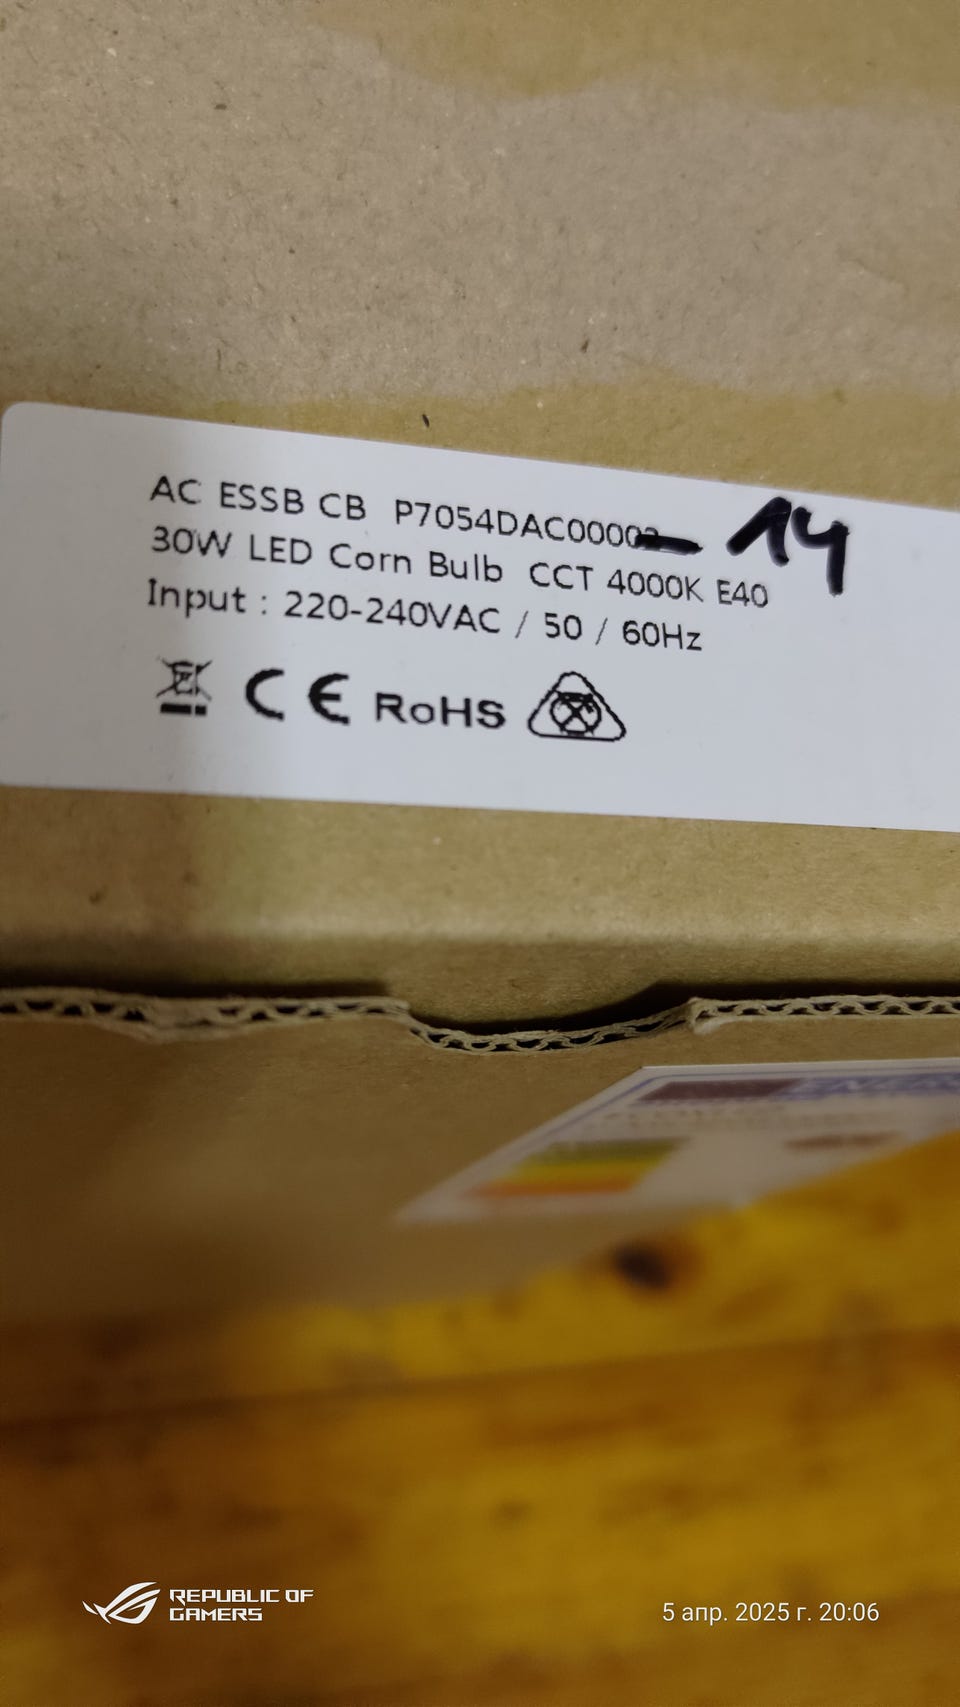 AC ESSB CB P7054DAC00002 14
30W LED Corn Bulb CCT 4000K E40
Input : 220-240VAC / 50 / 60Hz
CE RoHS
REPUBLIC OF
GAMERS
5 апр. 2025 г. 20:06